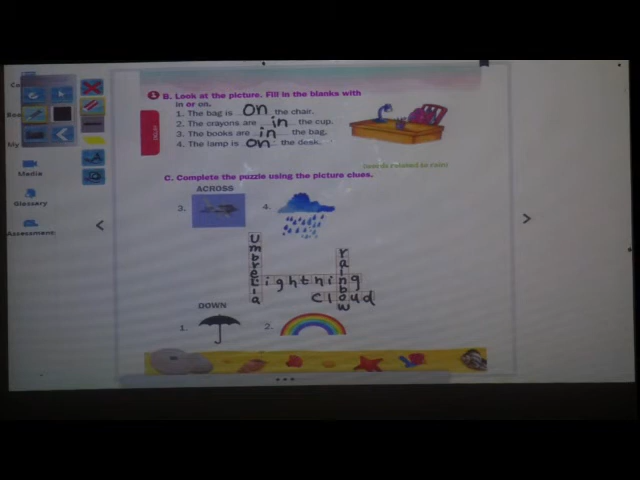 1 B. Look at the picture. Fill in the blanks with
in or on.
1. The bag is on the chair.
2. The crayons are in the cup.
3. The books are in the bag.
4. The lamp is on the desk.
C. Complete the puzzle using the picture clues.
ACROSS
3. 4.
Media
Glossary
Assessment
umbrella
rainbow
lightning
cloud
DOWN
1. 2.